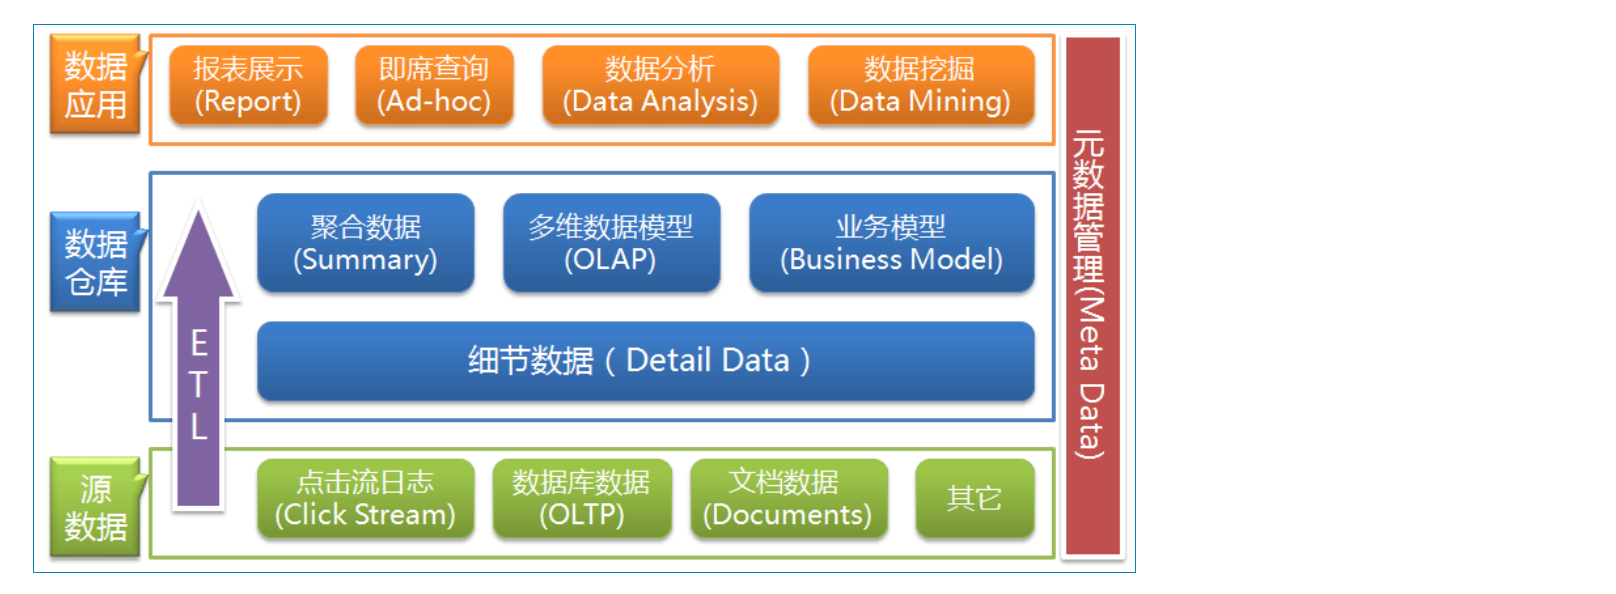 数据
应用
报表展示
(Report)
即席查询
(Ad-hoc)
数据分析
(Data Analysis)
数据挖掘
(Data Mining)
数据
仓库
聚合数据
(Summary)
多维数据模型
(OLAP)
业务模型
(Business Model)
细节数据（Detail Data）
E
T
L
源
数据
点击流日志
(Click Stream)
数据库数据
(OLTP)
文档数据
(Documents)
其它
元数据管理(Meta Data)